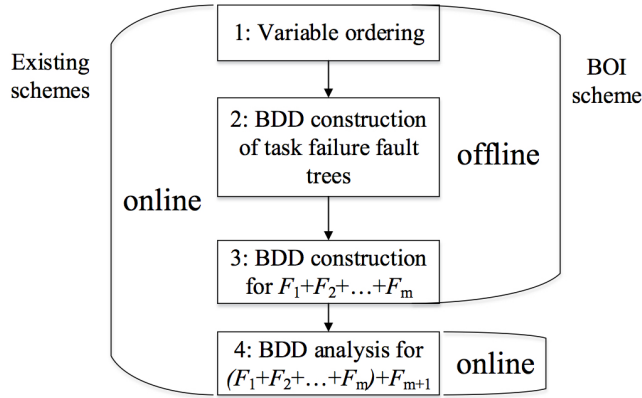 1: Variable ordering
Existing
schemes
BOI
scheme
2: BDD construction
of task failure fault
trees
offline
online
3: BDD construction
for F₁+F₂+…+Fₘ
4: BDD analysis for
(F₁+F₂+…+Fₘ)+Fₘ₊₁
online